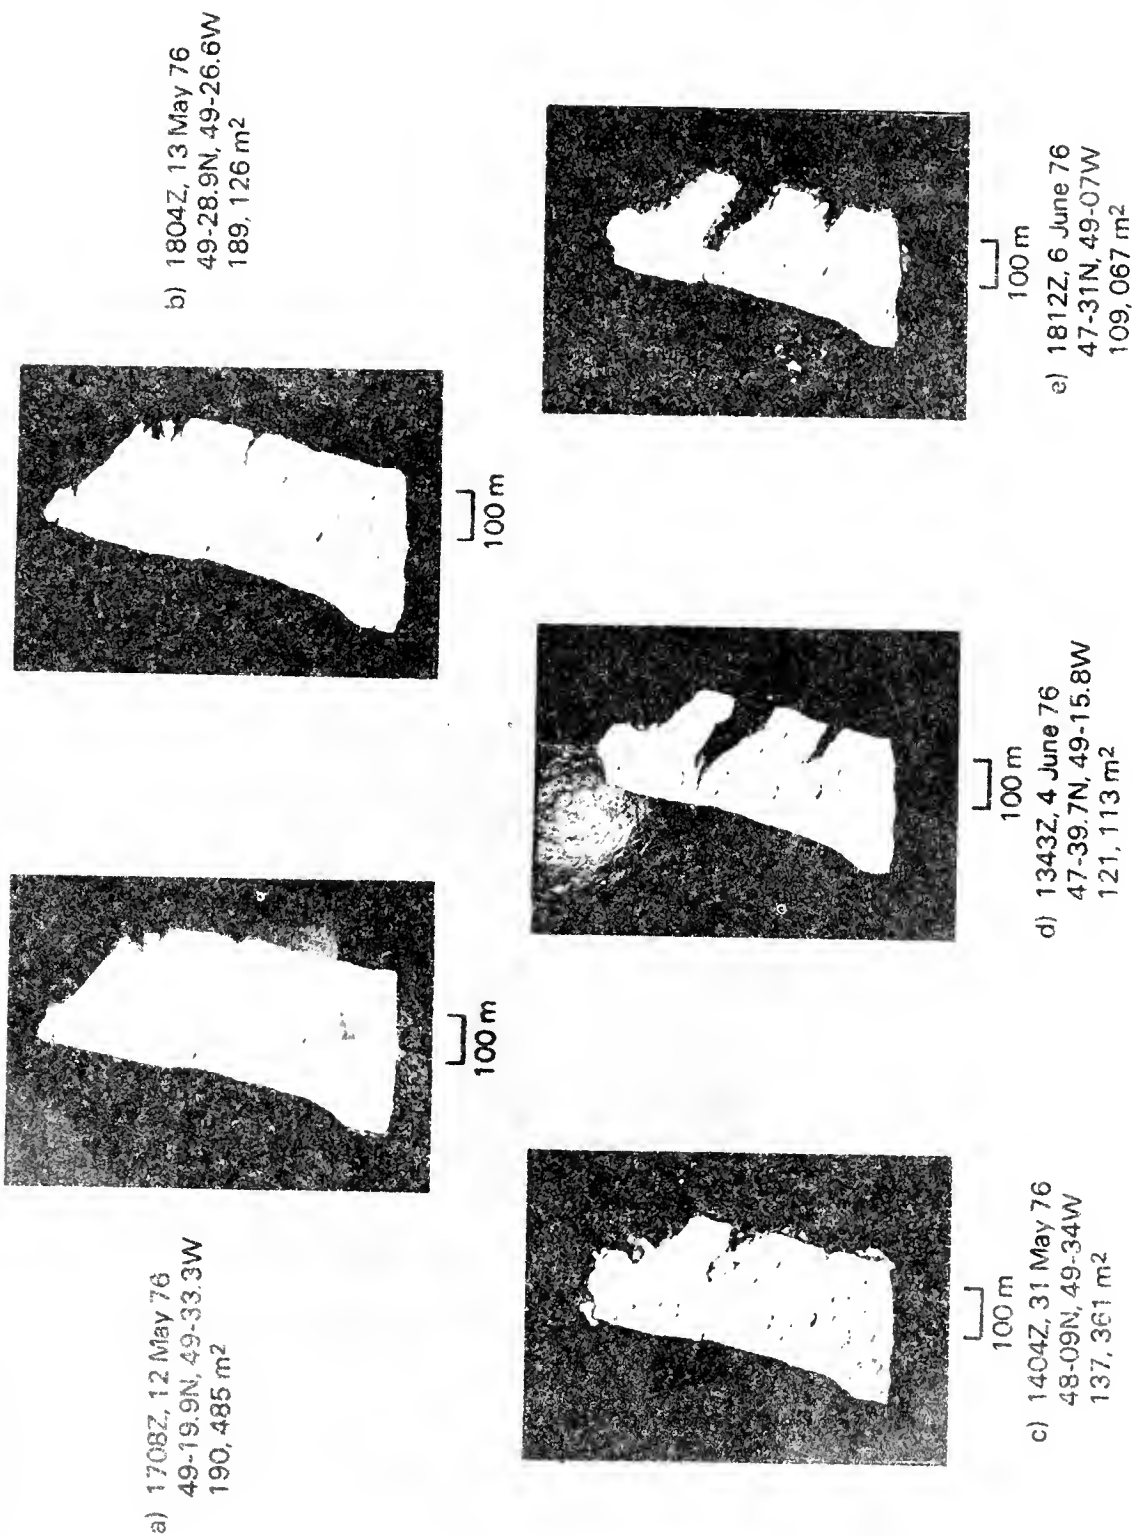 a) 1708Z, 12 May 76
49-19.9N, 49-33.3W
190, 485 m²
100 m
b) 1804Z, 13 May 76
49-28.9N, 49-26.6W
189, 126 m²
100 m
c) 1404Z, 31 May 76
48-09N, 49-34W
137, 361 m²
100 m
d) 1343Z, 4 June 76
47-39.7N, 49-15.8W
121, 113 m²
100 m
e) 1812Z, 6 June 76
47-31N, 49-07W
109, 067 m²
100 m